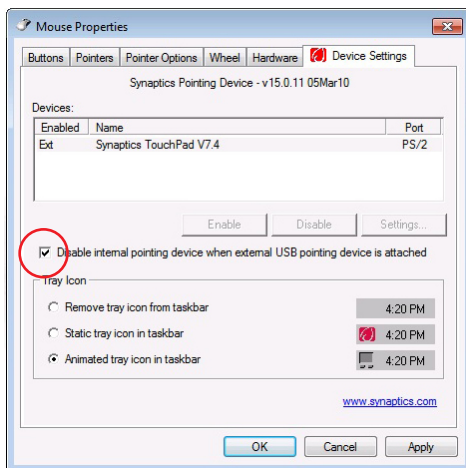 Mouse Properties
Buttons Pointers Pointer Options Wheel Hardware Device Settings
Synaptics Pointing Device - v15.0.11 05Mar10
Devices:
Enabled Name Port
Ext Synaptics TouchPad V7.4 PS/2
Enable Disable Settings...
Disable internal pointing device when external USB pointing device is attached
Tray Icon
Remove tray icon from taskbar 4:20 PM
Static tray icon in taskbar 4:20 PM
Animated tray icon in taskbar 4:20 PM
www.synaptics.com
OK Cancel Apply